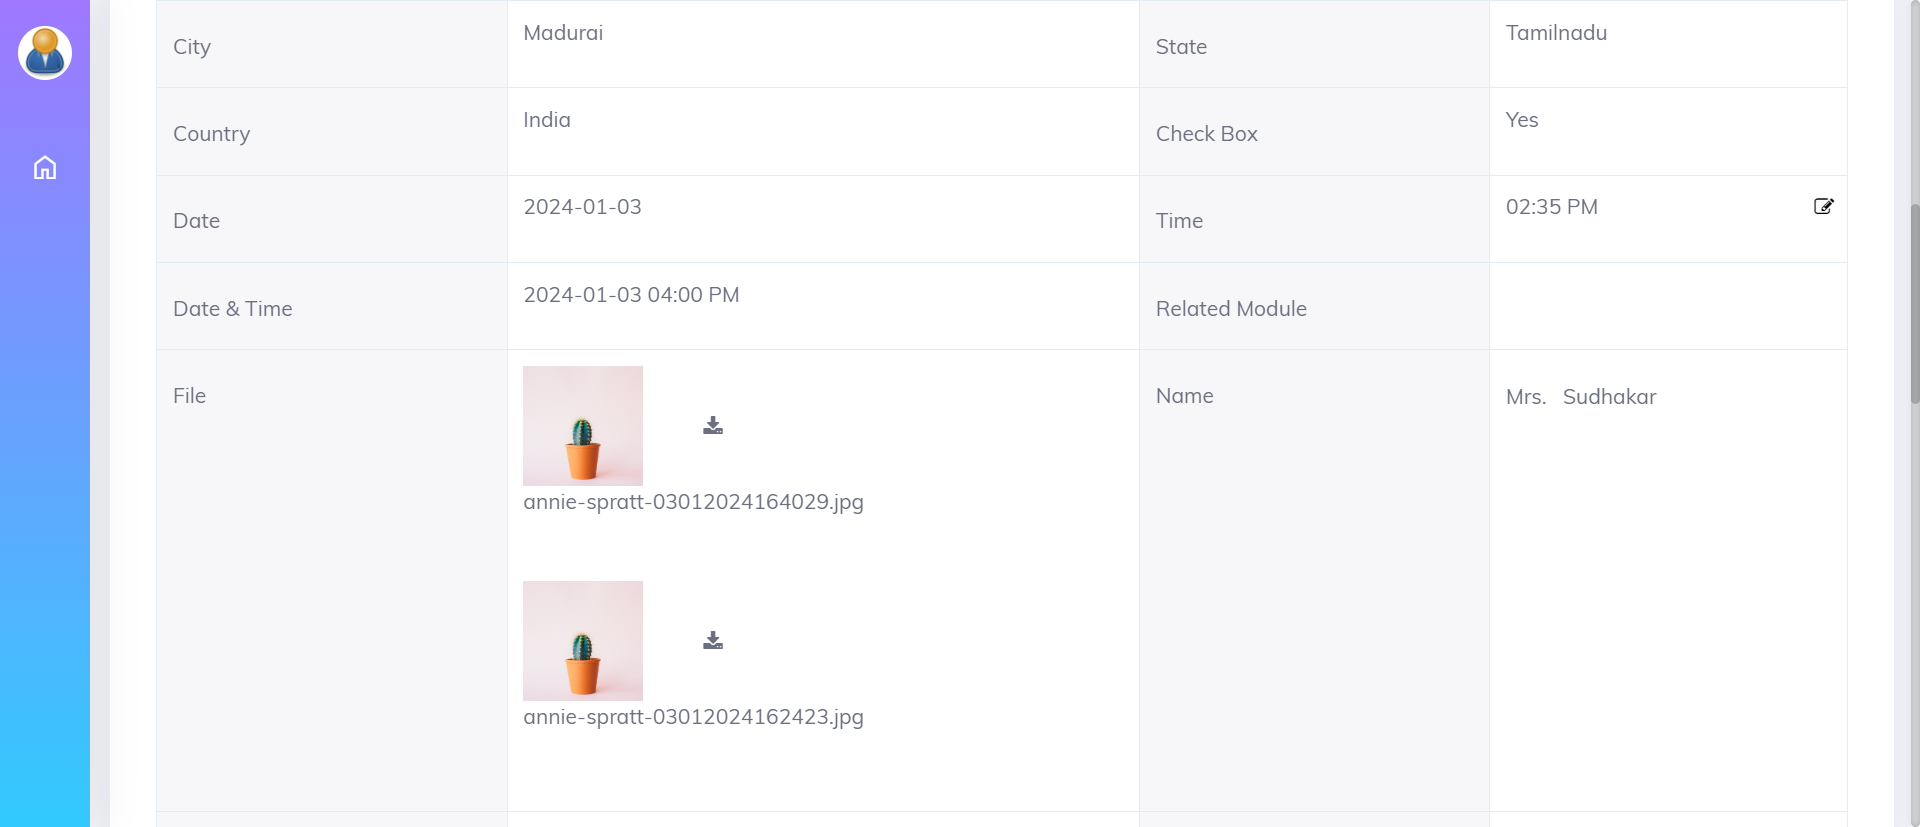 City
Madurai
State
Tamilnadu
Country
India
Check Box
Yes
Date
2024-01-03
Time
02:35 PM
Date & Time
2024-01-03 04:00 PM
Related Module
File
annie-spratt-03012024164029.jpg
annie-spratt-03012024162423.jpg
Name
Mrs. Sudhakar